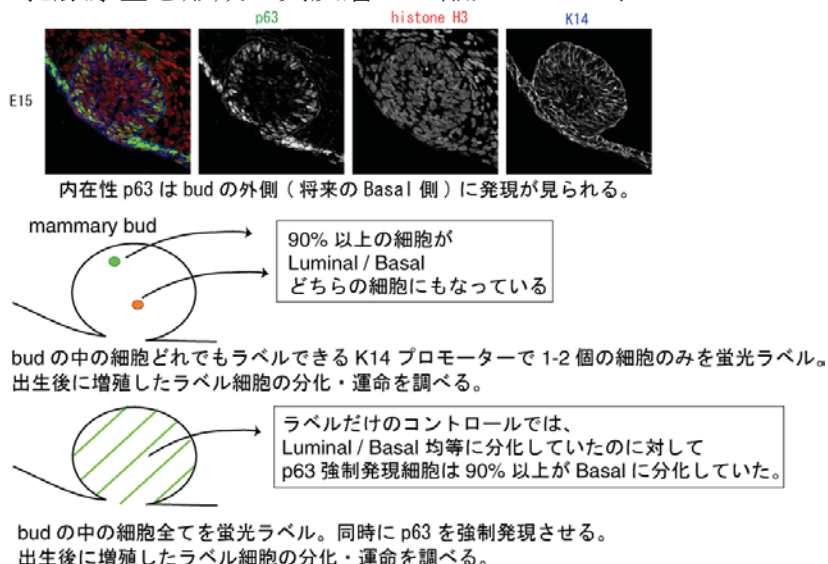 p63
histone H3
K14
E15
内在性 p63 は bud の外側 ( 将来の Basal 側 ) に発現が見られる。
mammary bud
90% 以上の細胞が
Luminal / Basal
どちらの細胞にもなっている
bud の中の細胞どれでもラベルできる K14 プロモーターで 1-2 個の細胞のみを蛍光ラベル。
出生後に増殖したラベル細胞の分化・運命を調べる。
ラベルだけのコントロールでは、
Luminal / Basal 均等に分化していたのに対して
p63 強制発現細胞は 90% 以上が Basal に分化していた。
bud の中の細胞全てを蛍光ラベル。同時に p63 を強制発現させる。
出生後に増殖したラベル細胞の分化・運命を調べる。